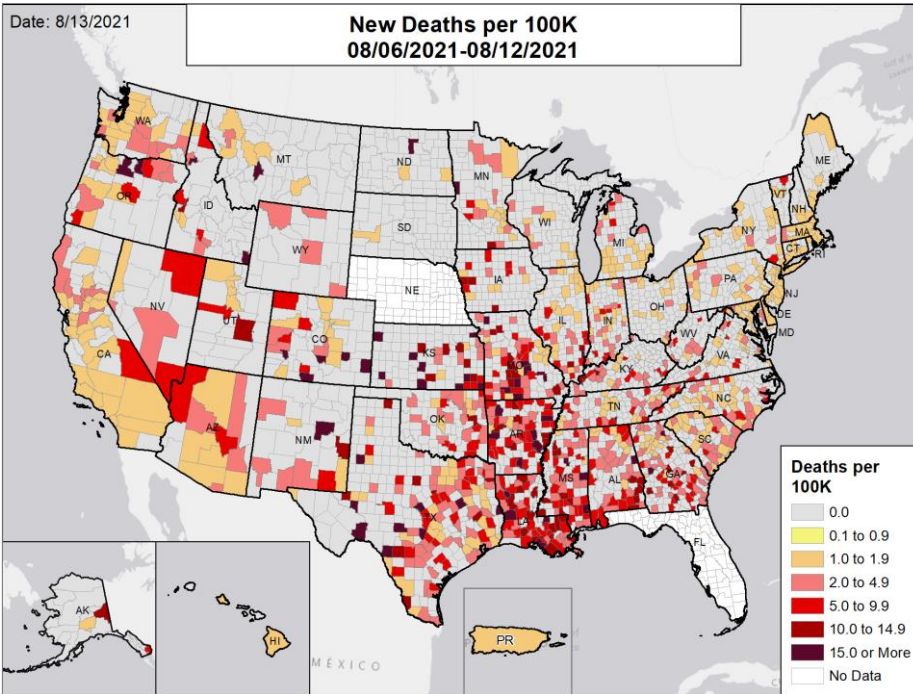 Date: 8/13/2021
New Deaths per 100K
08/06/2021-08/12/2021
WA
MT
ND
MN
ME
OR
ID
WY
SD
WI
MI
NY
VT
NH
MA
CT
RI
NV
UT
CO
NE
IA
IL
IN
OH
PA
NJ
DE
MD
CA
KS
MO
KY
WV
VA
AZ
NM
OK
AR
TN
NC
SC
TX
LA
MS
AL
GA
FL
AK
HI
PR
MÉXICO
Deaths per
100K
0.0
0.1 to 0.9
1.0 to 1.9
2.0 to 4.9
5.0 to 9.9
10.0 to 14.9
15.0 or More
No Data